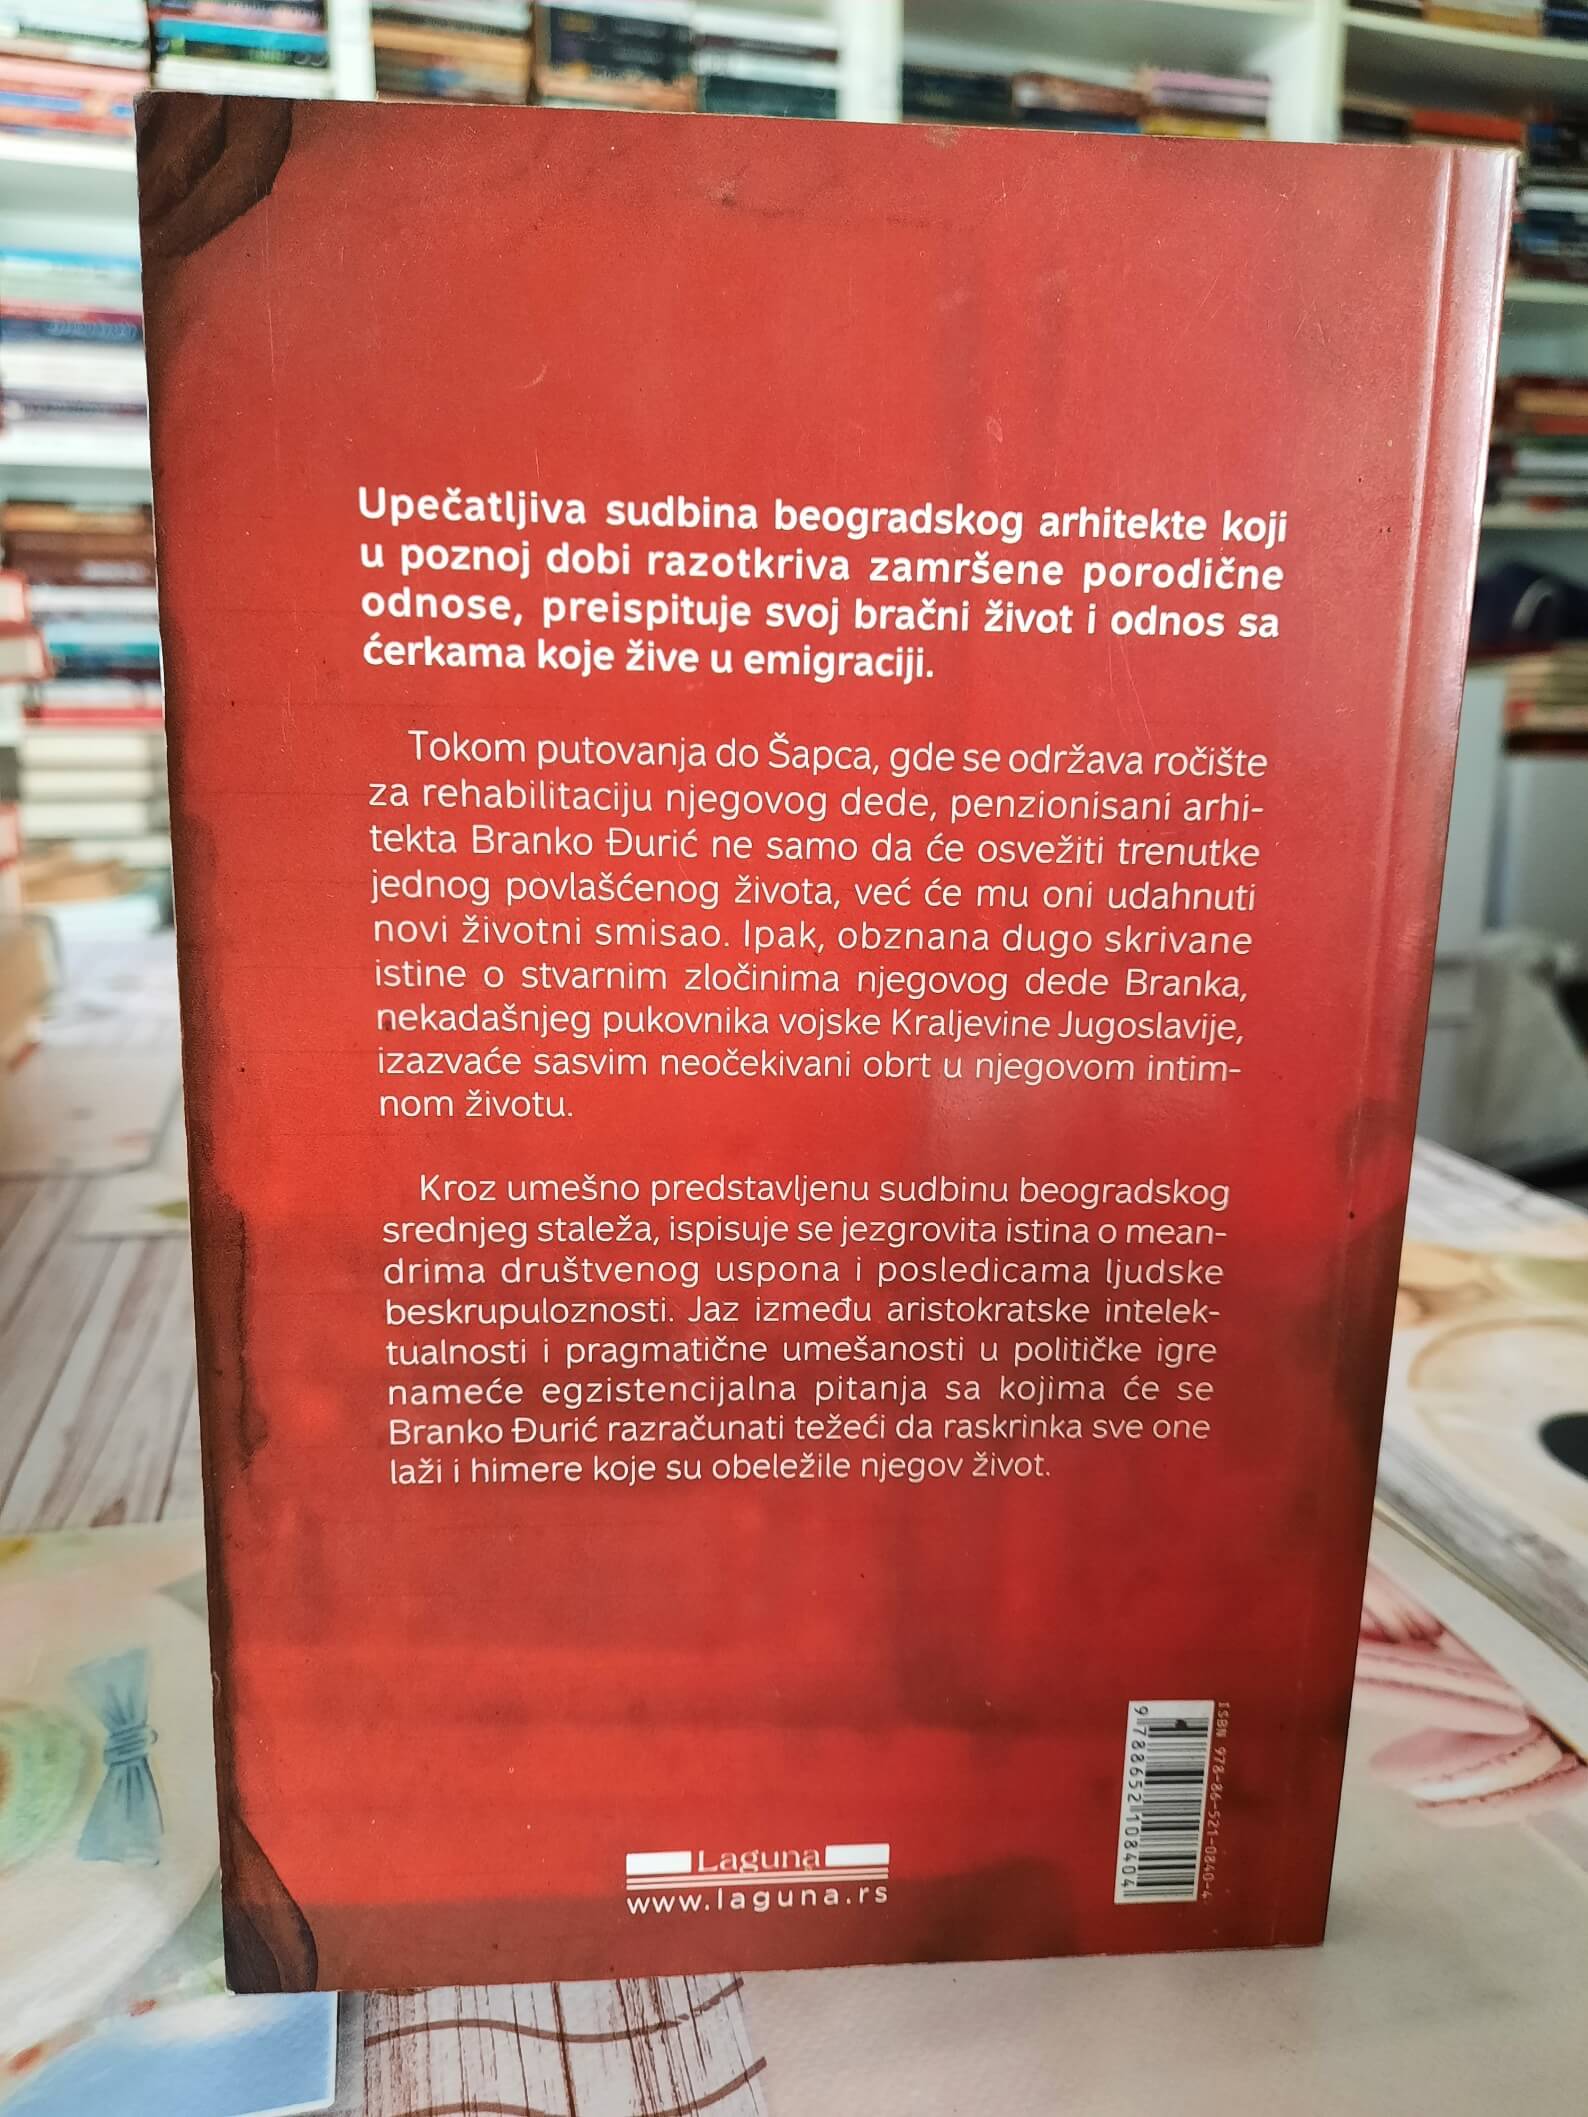 Upečatljiva sudbina beogradskog arhitekte koji
u poznoj dobi razotkriva zamršene porodične
odnose, preispituje svoj bračni život i odnos sa
ćerkama koje žive u emigraciji.
Tokom putovanja do Šapca, gde se održava ročište
za rehabilitaciju njegovog dede, penzionisani arhi-
tekta Branko Đurić ne samo da će osvežiti trenutke
jednog povlašćenog života, već će mu oni udahnuti
novi životni smisao. Ipak, obznana dugo skrivane
istine o stvarnim zločinima njegovog dede Branka,
nekadašnjeg pukovnika vojske Kraljevine Jugoslavije,
izazvaće sasvim neočekivani obrt u njegovom intim-
nom životu.
Kroz umešno predstavljenu sudbinu beogradskog
srednjeg staleža, ispisuje se jezgrovita istina o mean-
drima društvenog uspona i posledicama ljudske
beskrupuloznosti. Jaz između aristokratske intelek-
tualnosti i pragmatične umešanosti u političke igre
nameće egzistencijalna pitanja sa kojima će se
Branko Đurić razračunati težeći da raskrinka sve one
laži i himere koje su obeležile njegov život.
Laguna
www.laguna.rs
ISBN 978-86-521-0840-4
9788652108404